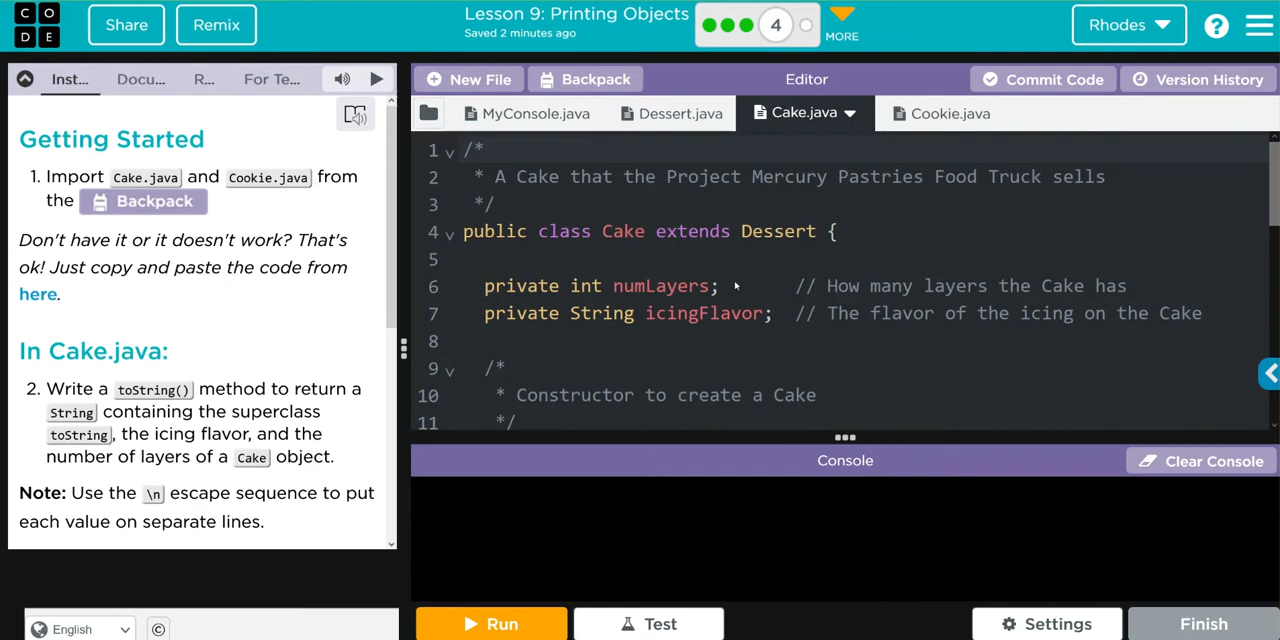 CODE
Share
Remix
Lesson 9: Printing Objects
Saved 2 minutes ago
4
MORE
Rhodes
?
Inst...
Docu...
R...
For Te...
New File
Backpack
Editor
Commit Code
Version History
MyConsole.java
Dessert.java
Cake.java
Cookie.java
Getting Started
1. Import Cake.java and Cookie.java from
the Backpack
Don't have it or it doesn't work? That's
ok! Just copy and paste the code from
here.
In Cake.java:
2. Write a toString() method to return a
String containing the superclass
toString, the icing flavor, and the
number of layers of a Cake object.
Note: Use the \n escape sequence to put
each value on separate lines.
1 /*
2 * A Cake that the Project Mercury Pastries Food Truck sells
3 */
4 public class Cake extends Dessert {
5
6 private int numLayers; // How many layers the Cake has
7 private String icingFlavor; // The flavor of the icing on the Cake
8
9 /*
10 * Constructor to create a Cake
11 */
Console
Clear Console
English
©
Run
Test
Settings
Finish